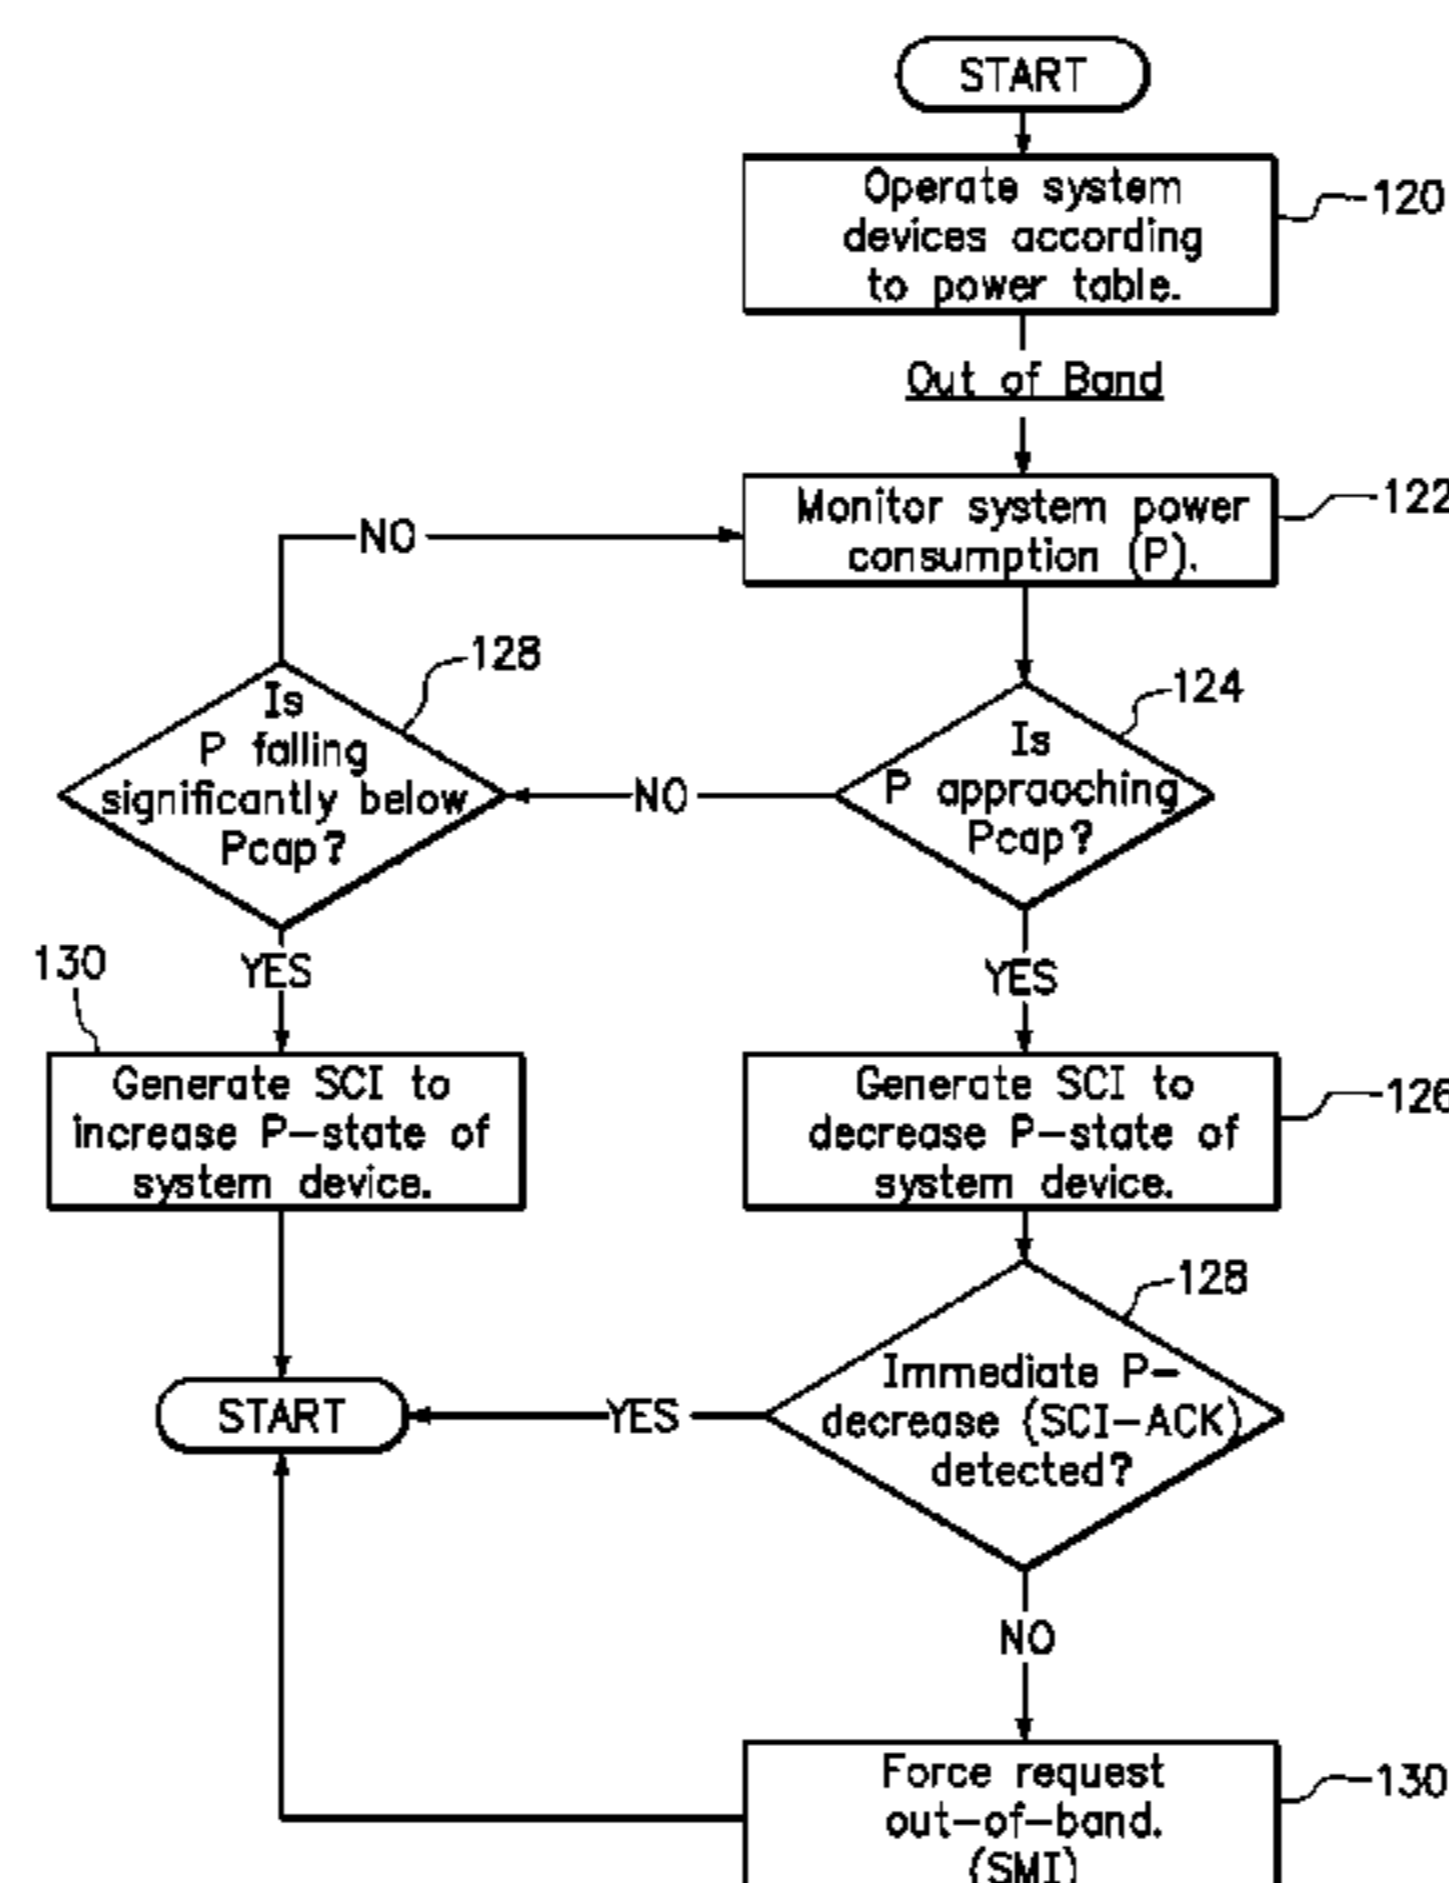 START
Operate system
devices according
to power table.
120
Out of Band
Monitor system power
consumption (P).
122
NO
128
Is
P falling
significantly below
Pcap?
124
Is
P appraoching
Pcap?
NO
YES
YES
130
Generate SCI to
increase P-state of
system device.
Generate SCI to
decrease P-state of
system device.
126
128
Immediate P-
decrease (SCI-ACK)
detected?
YES
START
NO
Force request
out-of-band.
(SMI)
130